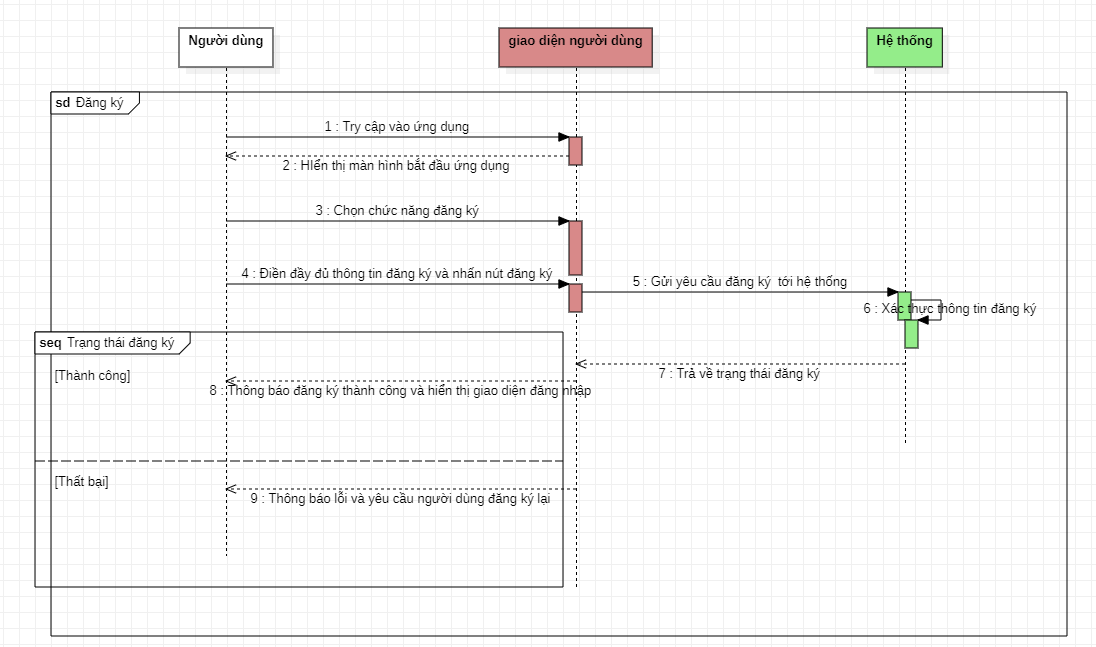 Người dùng
giao diện người dùng
Hệ thống
sd Đăng ký
1 : Try cập vào ứng dụng
2 : HIển thị màn hình bắt đầu ứng dụng
3 : Chọn chức năng đăng ký
4 : Điền đầy đủ thông tin đăng ký và nhấn nút đăng ký
5 : Gửi yêu cầu đăng ký  tới hệ thống
6 : Xác thực thông tin đăng ký
seq Trạng thái đăng ký
7 : Trả về trạng thái đăng ký
[Thành công]
8 : Thông báo đăng ký thành công và hiển thị giao diện đăng nhập
[Thất bại]
9 : Thông báo lỗi và yêu cầu người dùng đăng ký lại